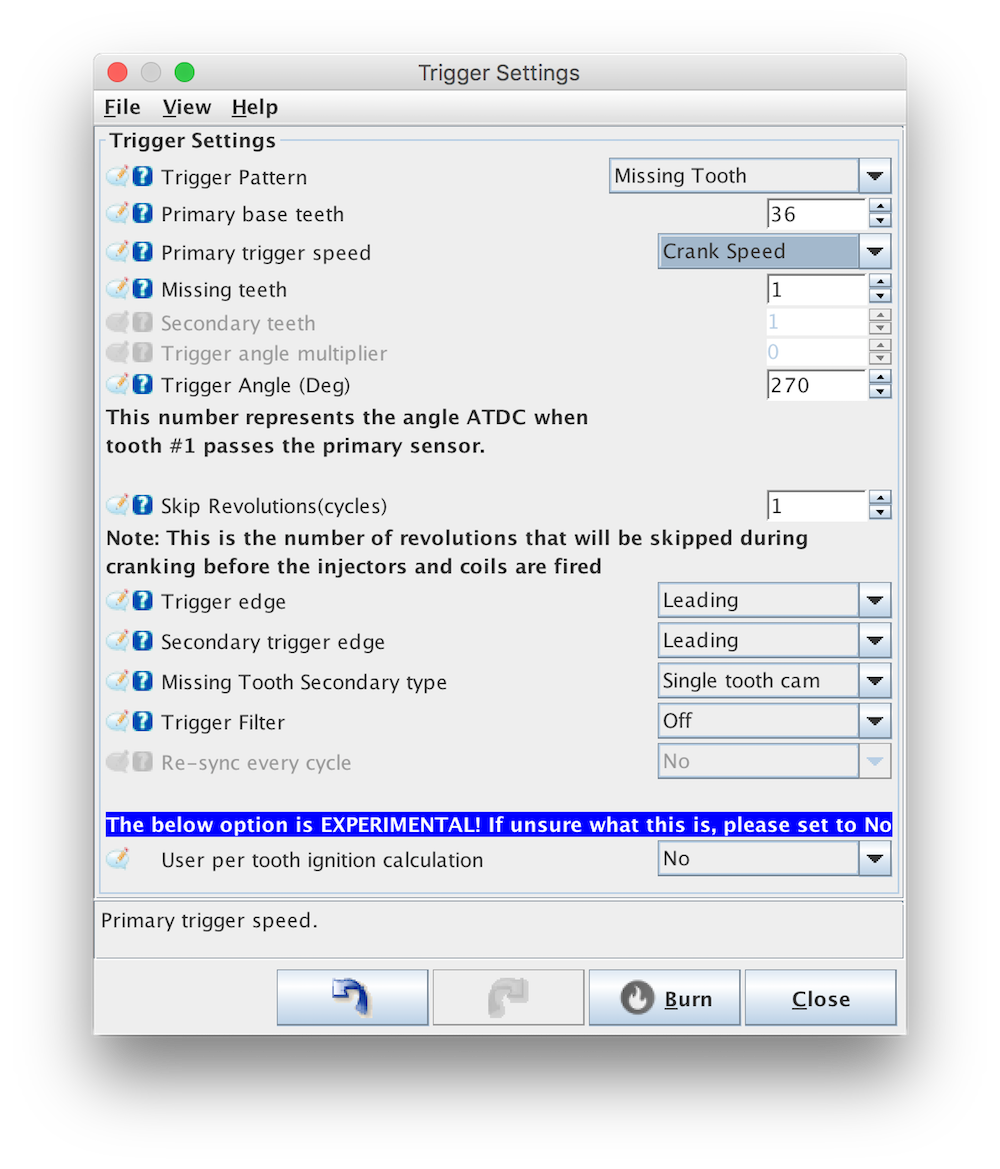 Trigger Settings
File View Help
Trigger Settings
Trigger Pattern Missing Tooth
Primary base teeth 36
Primary trigger speed Crank Speed
Missing teeth 1
Secondary teeth 1
Trigger angle multiplier 0
Trigger Angle (Deg) 270
This number represents the angle ATDC when
tooth #1 passes the primary sensor.
Skip Revolutions(cycles) 1
Note: This is the number of revolutions that will be skipped during
cranking before the injectors and coils are fired
Trigger edge Leading
Secondary trigger edge Leading
Missing Tooth Secondary type Single tooth cam
Trigger Filter Off
Re-sync every cycle No
The below option is EXPERIMENTAL! If unsure what this is, please set to No
User per tooth ignition calculation No
Primary trigger speed.
Burn Close